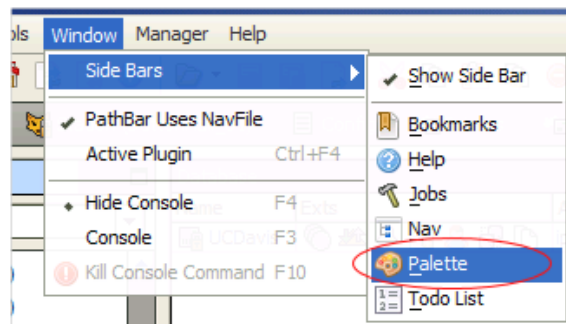 ols Window Manager Help
Side Bars
Show Side Bar
PathBar Uses NavFile
Bookmarks
Active Plugin Ctrl+F4
Help
Jobs
Hide Console F4
Nav
Console F3
Palette
Kill Console Command F10
Todo List